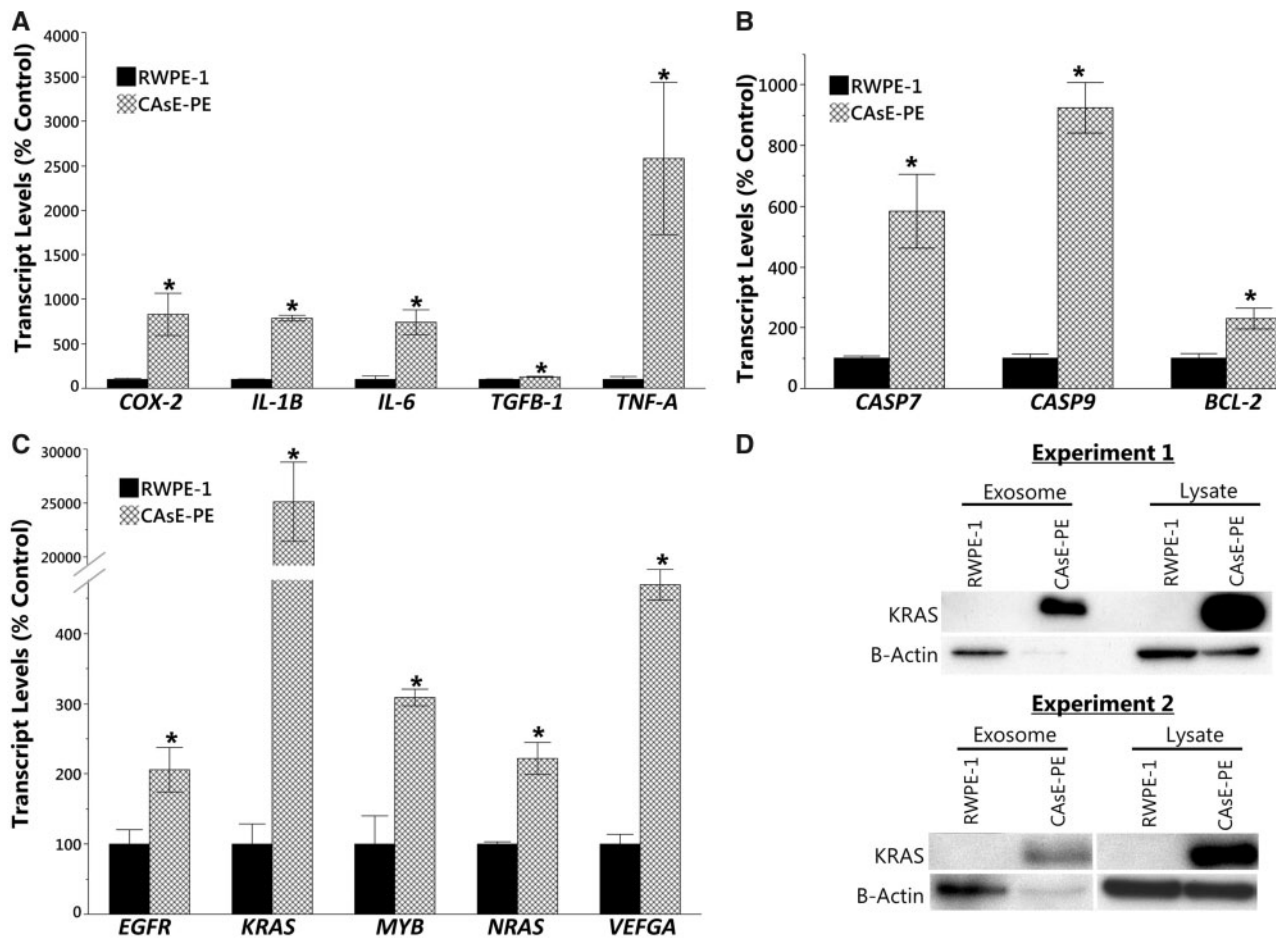 A
Transcript Levels (% Control)
4000
3500
3000
2500
2000
1500
1000
500
0
RWPE-1
CAsE-PE
*
*
*
*
*
COX-2 IL-1B IL-6 TGFB-1 TNF-A
B
Transcript Levels (% Control)
1000
800
600
400
200
0
RWPE-1
CAsE-PE
*
*
*
CASP7 CASP9 BCL-2
C
Transcript Levels (% Control)
30000
25000
20000
400
300
200
100
0
RWPE-1
CAsE-PE
*
*
*
*
*
EGFR KRAS MYB NRAS VEFGA
D
Experiment 1
Exosome Lysate
RWPE-1 CAsE-PE RWPE-1 CAsE-PE
KRAS
B-Actin
Experiment 2
Exosome Lysate
RWPE-1 CAsE-PE RWPE-1 CAsE-PE
KRAS
B-Actin